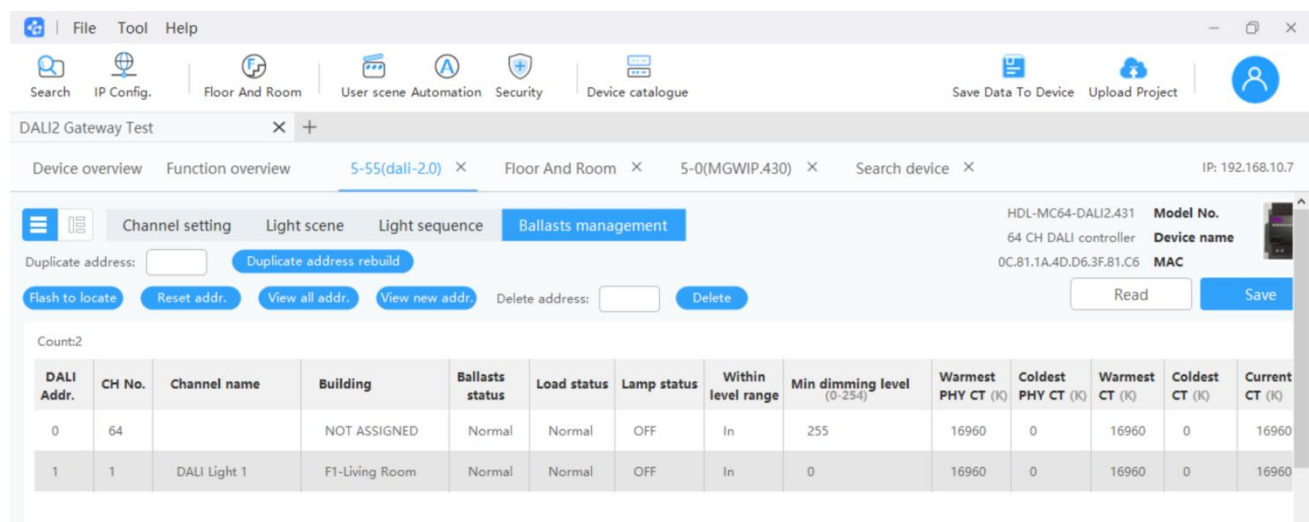 File Tool Help
Search IP Config. Floor And Room User scene Automation Security Device catalogue Save Data To Device Upload Project
DALI2 Gateway Test × +
Device overview Function overview 5-55(dali-2.0) × Floor And Room × 5-0(MGWIP.430) × Search device × IP: 192.168.10.7
Channel setting Light scene Light sequence Ballasts management
HDL-MC64-DALI2.431 Model No.
64 CH DALI controller Device name
0C.81.1A.4D.D6.3F.81.C6 MAC
Duplicate address: Duplicate address rebuild
Flash to locate Reset addr. View all addr. View new addr. Delete address: Delete Read Save
Count:2
DALI Addr. CH No. Channel name Building Ballasts status Load status Lamp status Within level range Min dimming level (0-254) Warmest PHY CT (K) Coldest PHY CT (K) Warmest CT (K) Coldest CT (K) Current CT (K)
0 64 NOT ASSIGNED Normal Normal OFF In 255 16960 0 16960 0 16960
1 1 DALI Light 1 F1-Living Room Normal Normal OFF In 0 16960 0 16960 0 16960